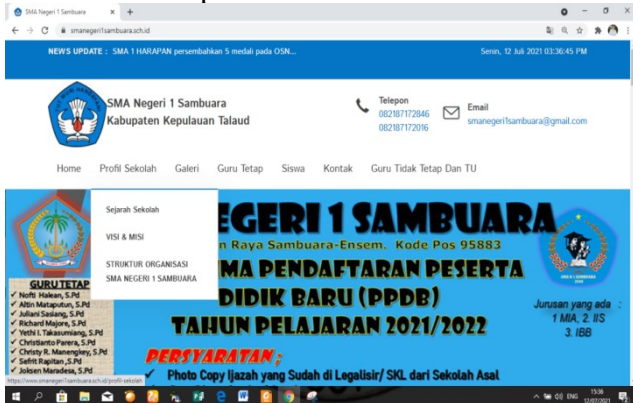 SMA Negeri 1 Sambuara
smanegeri1sambuara.sch.id
NEWS UPDATE : SMA 1 HARAPAN persembahkan 5 medali pada OSN...
Senin, 12 Juli 2021 03:36:45 PM
SMA Negeri 1 Sambuara
Kabupaten Kepulauan Talaud
Telepon
082187172846
082187172016
Email
smanegeri1sambuara@gmail.com
Home Profil Sekolah Galeri Guru Tetap Siswa Kontak Guru Tidak Tetap Dan TU
Sejarah Sekolah
VISI & MISI
STRUKTUR ORGANISASI
SMA NEGERI 1 SAMBUARA
EGERI 1 SAMBUARA
n Raya Sambuara-Ensem. Kode Pos 95883
MA PENDAFTARAN PESERTA
DIDIK BARU (PPDB)
TAHUN PELAJARAN 2021/2022
GURU TETAP
Nofti Halean, S.Pd
Altin Mataputun, S.Pd
Juliani Sasiang, S.Pd
Richard Majore, S.Pd
Yethi I. Takasumiang, S.Pd
Christianto Parera, S.Pd
Christy R. Manengkey, S.Pd
Sefrit Rapitan ,S.Pd
Joksen Maradesa, S.Pd
Jurusan yang ada :
1 MIA, 2. IIS
3. IBB
PERSYARATAN ;
Photo Copy Ijazah yang Sudah di Legalisir/ SKL dari Sekolah Asal
https://www.smanegeri1sambuara.sch.id/profil-sekolah
ENG
15:36
12/07/2021